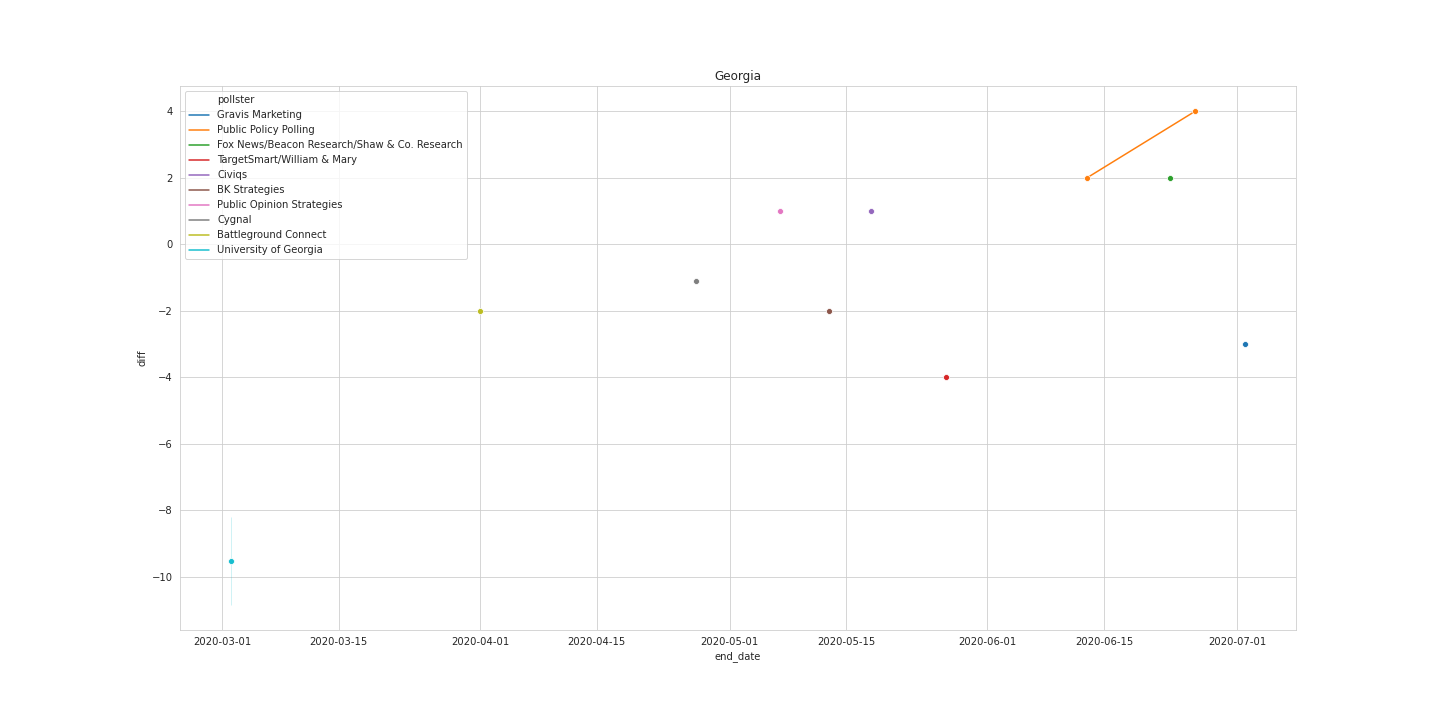 Georgia
pollster
Gravis Marketing
Public Policy Polling
Fox News/Beacon Research/Shaw & Co. Research
TargetSmart/William & Mary
Civiqs
BK Strategies
Public Opinion Strategies
Cygnal
Battleground Connect
University of Georgia
diff
4
2
0
−2
−4
−6
−8
−10
2020-03-01 2020-03-15 2020-04-01 2020-04-15 2020-05-01 2020-05-15 2020-06-01 2020-06-15 2020-07-01
end_date